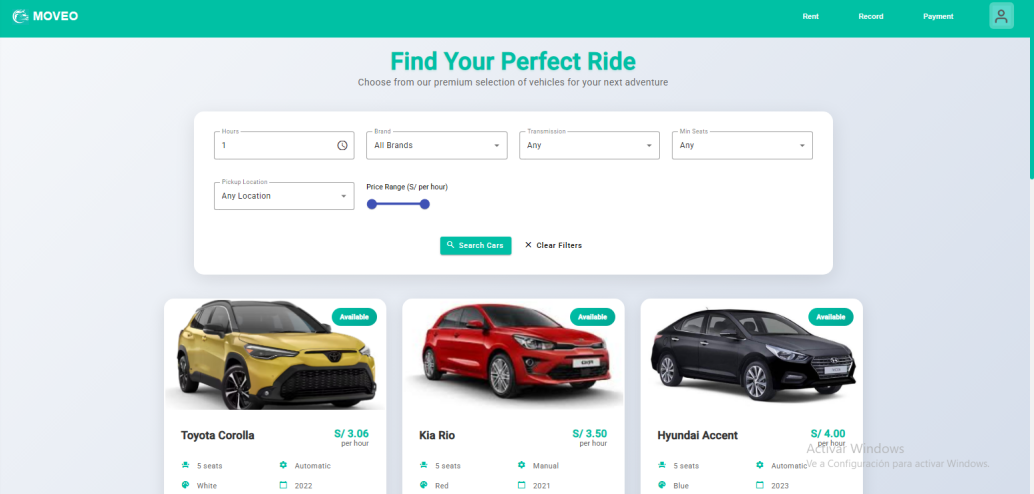 MOVEO
Rent Record Payment
Find Your Perfect Ride
Choose from our premium selection of vehicles for your next adventure
Hours Brand Transmission Min Seats
1 All Brands Any Any
Pickup Location Price Range (S/ per hour)
Any Location
Search Cars Clear Filters
Available Available Available
Toyota Corolla S/ 3.06 Kia Rio S/ 3.50 Hyundai Accent S/ 4.00
per hour per hour per hour
Activar Windows
5 seats Automatic 5 seats Manual 5 seats Automatic
Ve a Configuración para activar Windows.
White 2022 Red 2021 Blue 2023